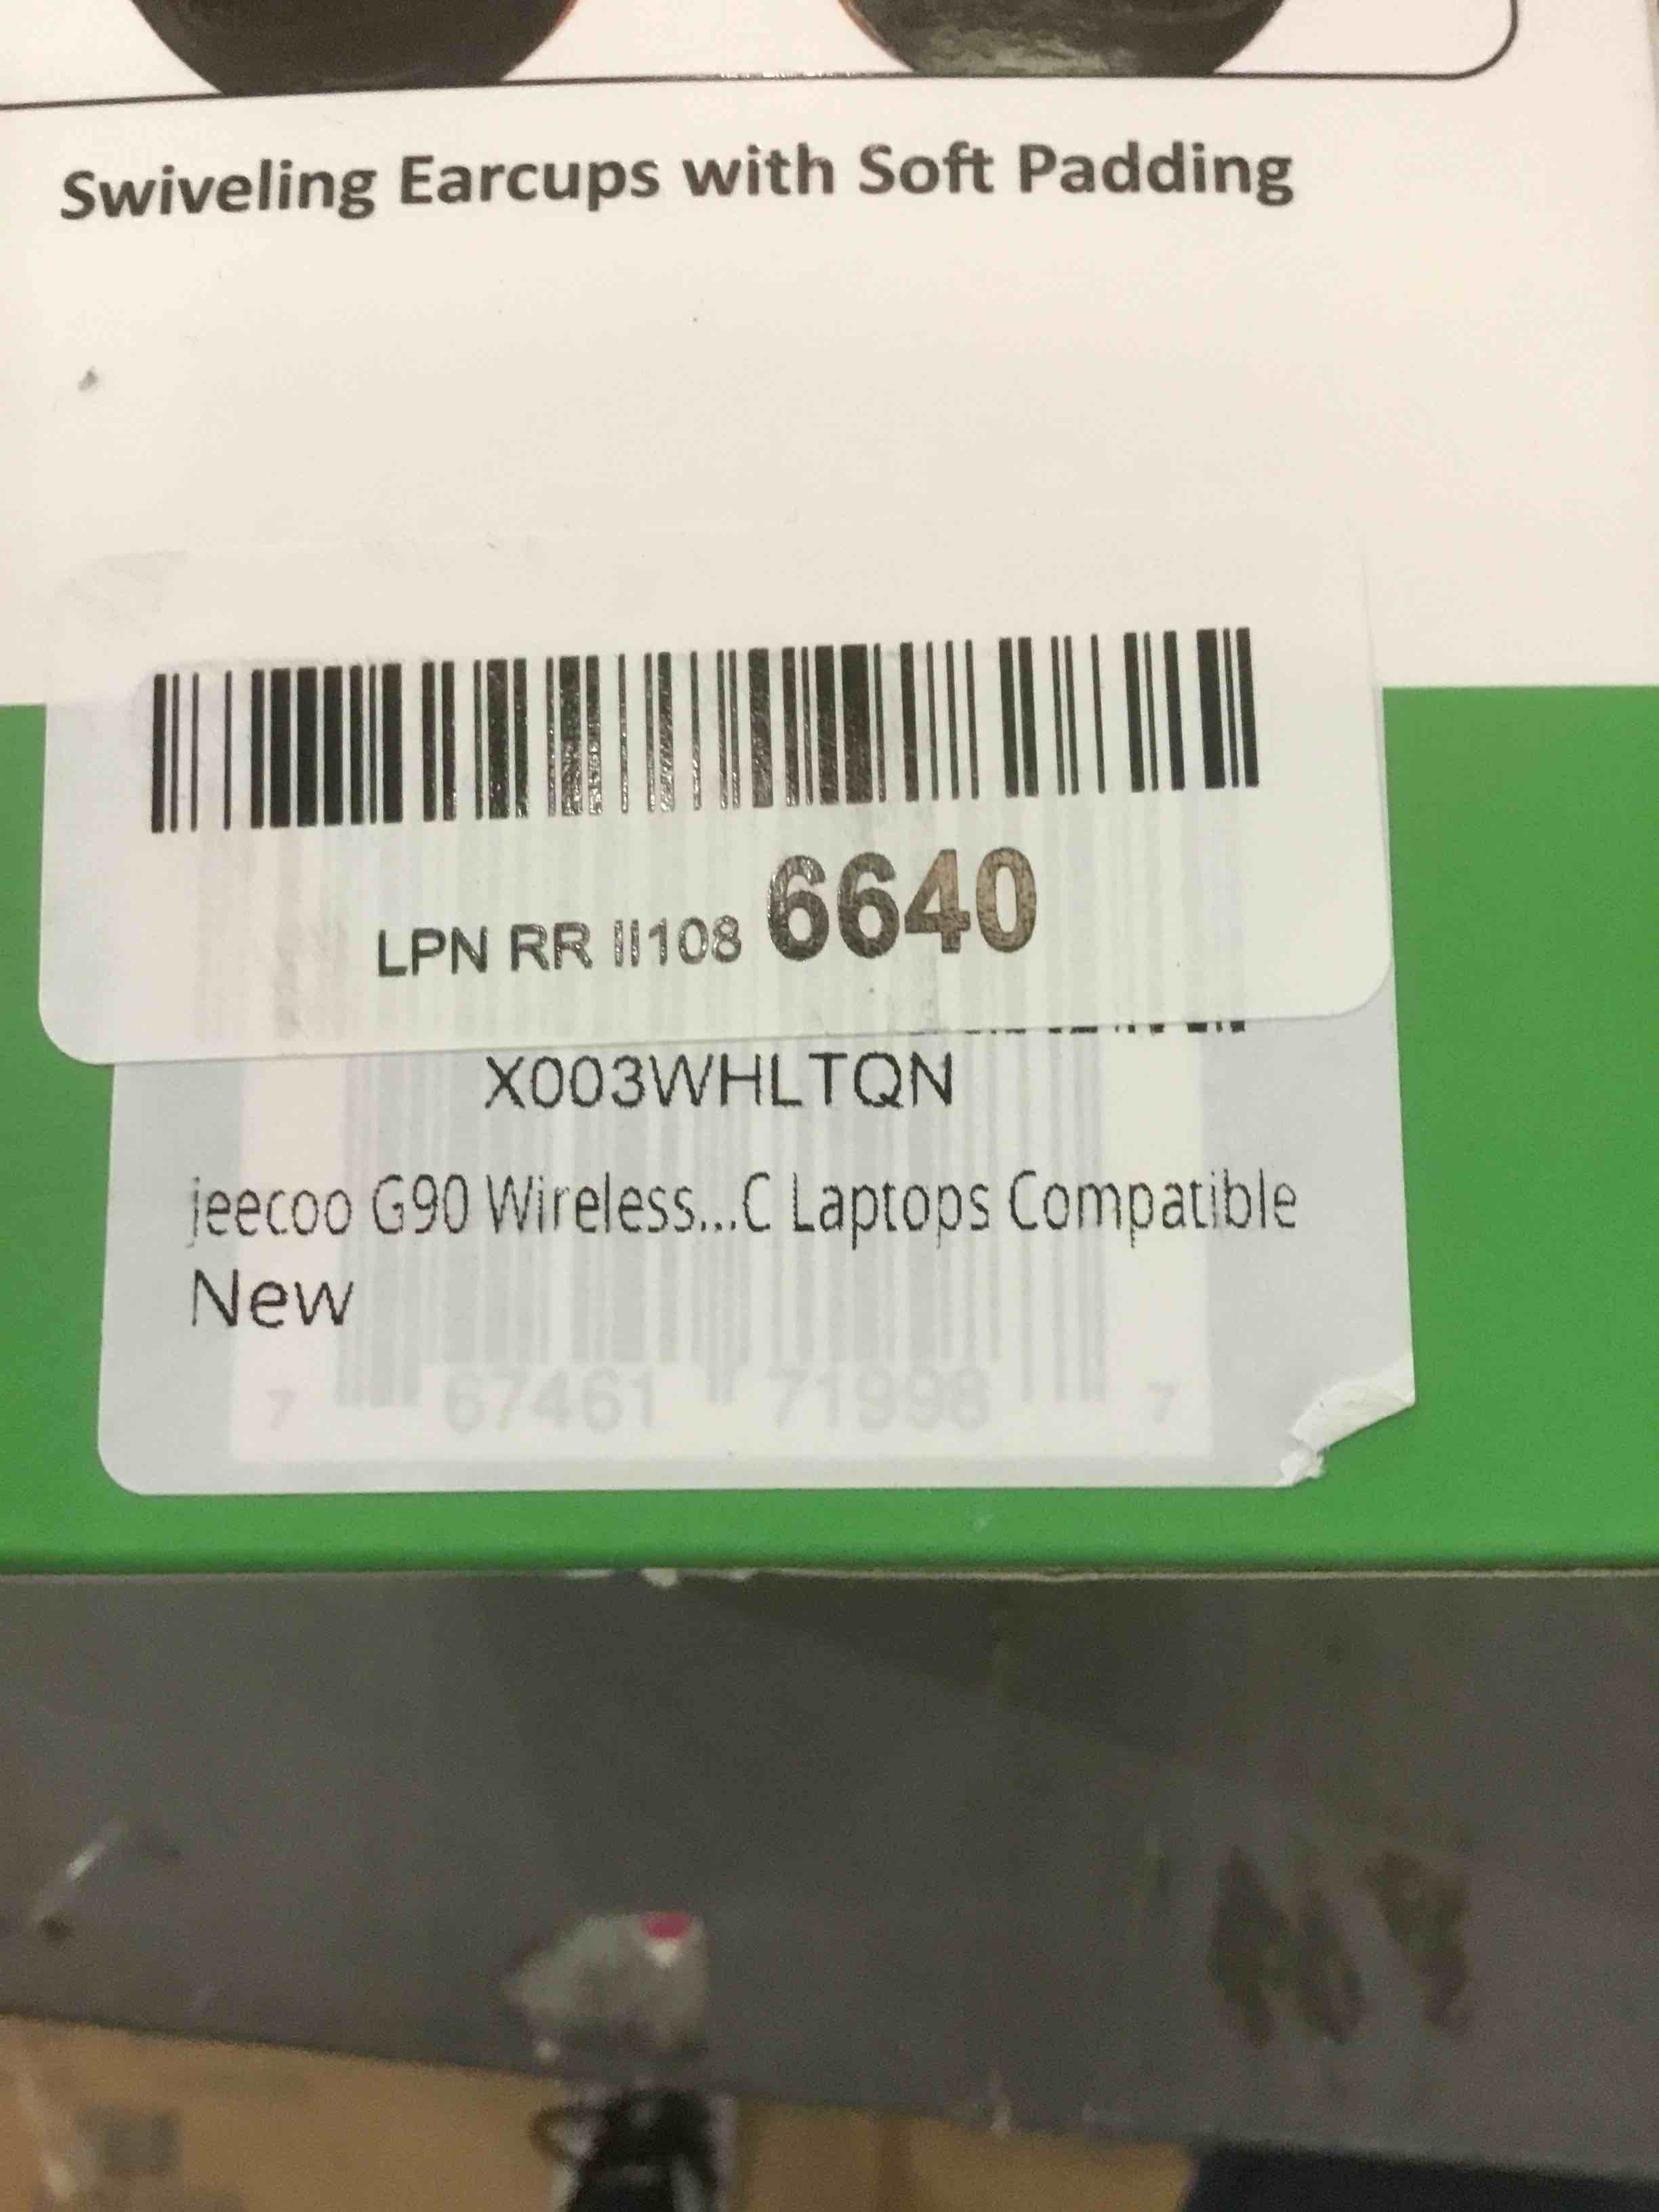 Swiveling Earcups with Soft Padding
LPN RR II108 6640
X003WHLTQN
jeecoo G90 Wireless...C Laptops Compatible
New
7 67461 71998 7